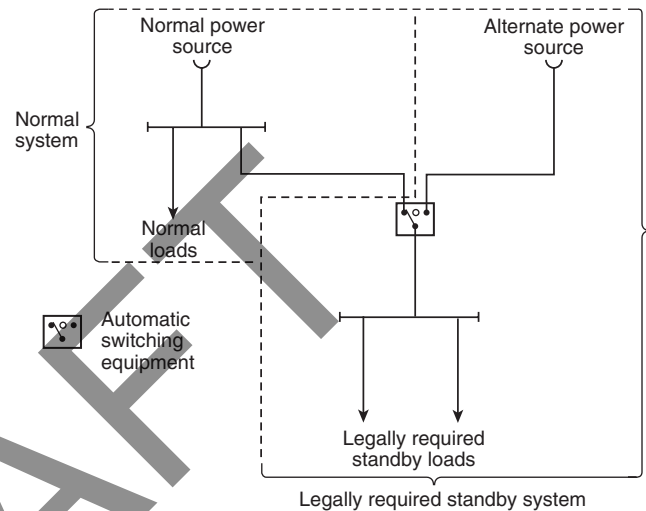 Normal power
source
Alternate power
source
Normal
system
Normal
loads
Automatic
switching
equipment
Legally required
standby loads
Legally required standby system